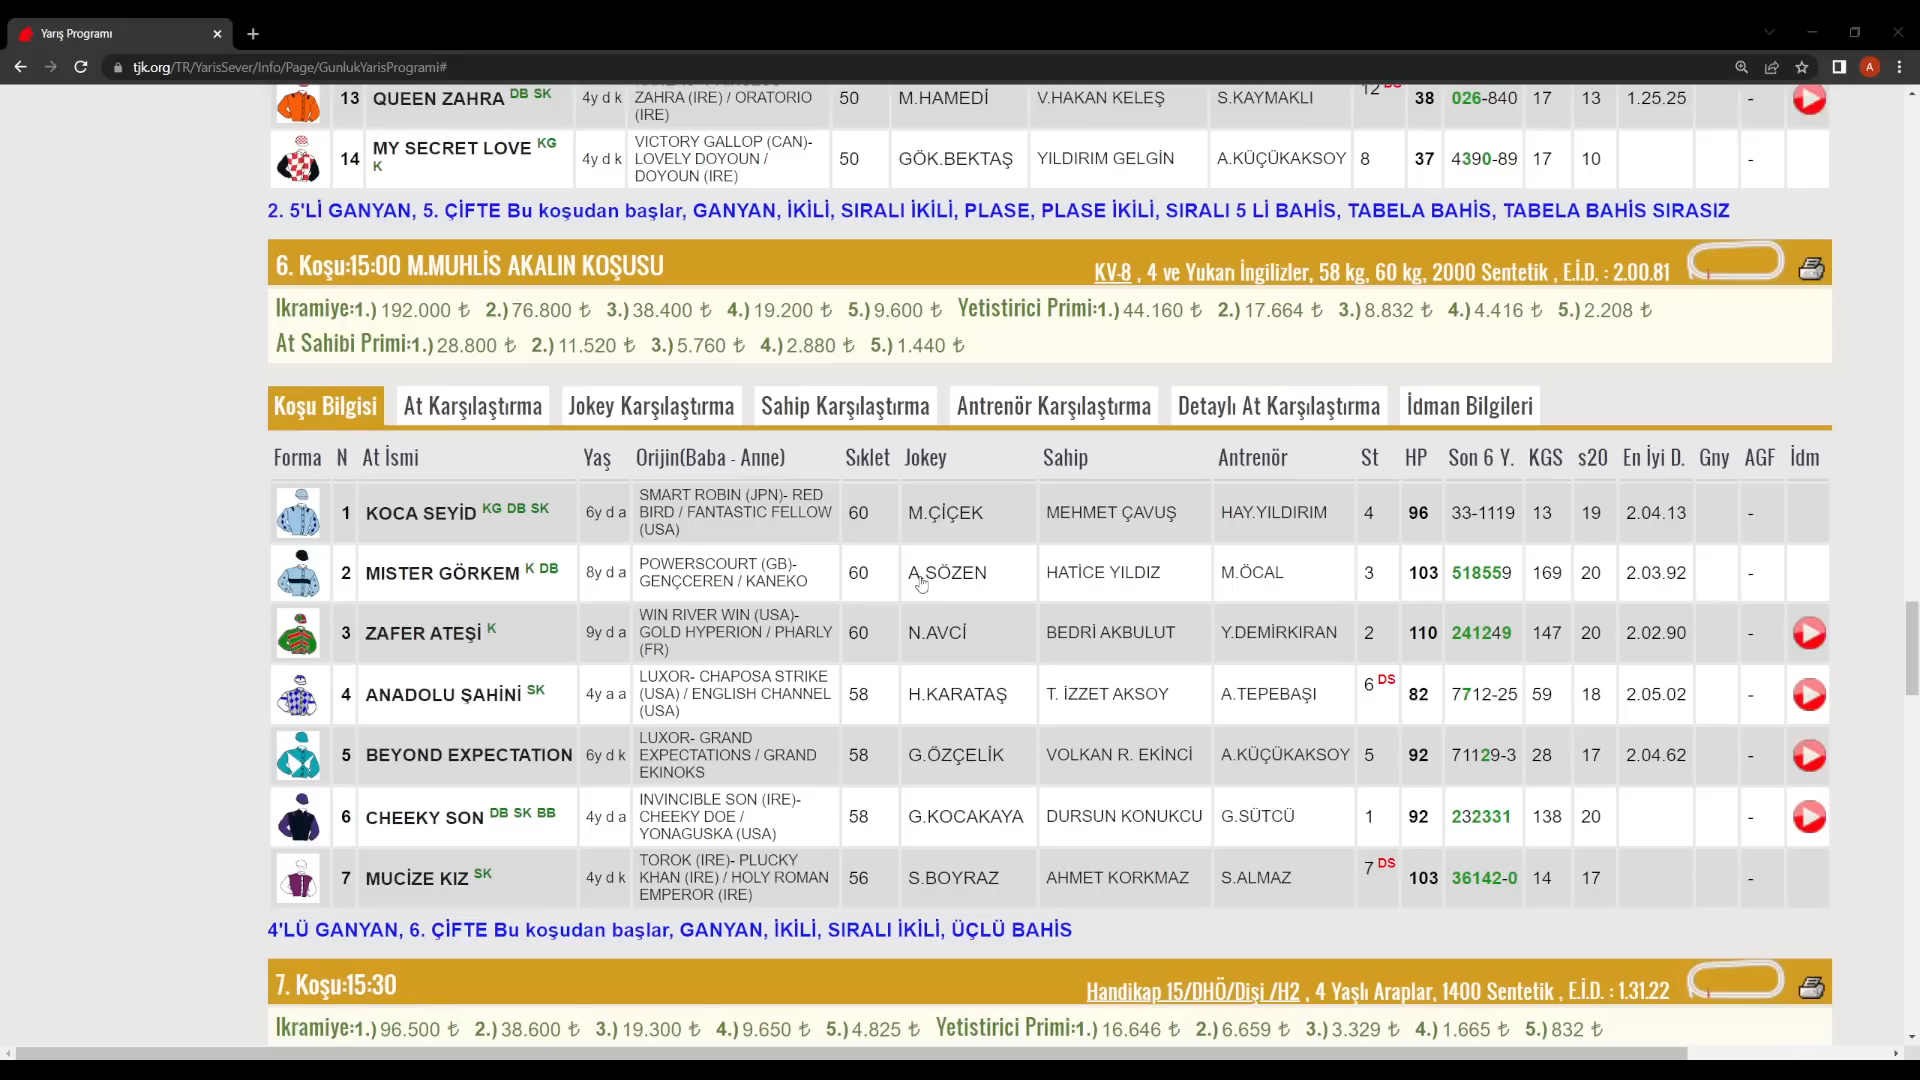 Yarış Programı
tjk.org/TR/YarisSever/Info/Page/GunlukYarisProgrami#
A
13 QUEEN ZAHRA DB SK 4y d k ZAHRA (IRE) / ORATORIO (IRE) 50 M.HAMEDİ V.HAKAN KELEŞ S.KAYMAKLI 12 DS 38 026-840 17 13 1.25.25 -
14 MY SECRET LOVE KG K 4y d k VICTORY GALLOP (CAN)- LOVELY DOYOUN / DOYOUN (IRE) 50 GÖK.BEKTAŞ YILDIRIM GELGİN A.KÜÇÜKAKSOY 8 37 4390-89 17 10 -
2. 5'Lİ GANYAN, 5. ÇİFTE Bu koşudan başlar, GANYAN, İKİLİ, SIRALI İKİLİ, PLASE, PLASE İKİLİ, SIRALI 5 Lİ BAHİS, TABELA BAHİS, TABELA BAHİS SIRASIZ
6. Koşu:15:00 M.MUHLİS AKALIN KOŞUSU
KV-8 , 4 ve Yukarı İngilizler, 58 kg, 60 kg, 2000 Sentetik , E.İ.D. : 2.00.81
Ikramiye:1.) 192.000 ₺ 2.) 76.800 ₺ 3.) 38.400 ₺ 4.) 19.200 ₺ 5.) 9.600 ₺ Yetistirici Primi:1.) 44.160 ₺ 2.) 17.664 ₺ 3.) 8.832 ₺ 4.) 4.416 ₺ 5.) 2.208 ₺
At Sahibi Primi:1.) 28.800 ₺ 2.) 11.520 ₺ 3.) 5.760 ₺ 4.) 2.880 ₺ 5.) 1.440 ₺
Koşu Bilgisi At Karşılaştırma Jokey Karşılaştırma Sahip Karşılaştırma Antrenör Karşılaştırma Detaylı At Karşılaştırma İdman Bilgileri
Forma N At İsmi Yaş Orijin(Baba - Anne) Sıklet Jokey Sahip Antrenör St HP Son 6 Y. KGS s20 En İyi D. Gny AGF İdm
1 KOCA SEYİD KG DB SK 6y d a SMART ROBIN (JPN)- RED BIRD / FANTASTIC FELLOW (USA) 60 M.ÇİÇEK MEHMET ÇAVUŞ HAY.YILDIRIM 4 96 33-1119 13 19 2.04.13 -
2 MISTER GÖRKEM K DB 8y d a POWERSCOURT (GB)- GENÇCEREN / KANEKO 60 A.SÖZEN HATİCE YILDIZ M.ÖCAL 3 103 518559 169 20 2.03.92 -
3 ZAFER ATEŞİ K 9y d a WIN RIVER WIN (USA)- GOLD HYPERION / PHARLY (FR) 60 N.AVCİ BEDRİ AKBULUT Y.DEMİRKIRAN 2 110 241249 147 20 2.02.90 -
4 ANADOLU ŞAHİNİ SK 4y a a LUXOR- CHAPOSA STRIKE (USA) / ENGLISH CHANNEL (USA) 58 H.KARATAŞ T. İZZET AKSOY A.TEPEBAŞI 6 DS 82 7712-25 59 18 2.05.02 -
5 BEYOND EXPECTATION 6y d k LUXOR- GRAND EXPECTATIONS / GRAND EKINOKS 58 G.ÖZÇELİK VOLKAN R. EKİNCİ A.KÜÇÜKAKSOY 5 92 71129-3 28 17 2.04.62 -
6 CHEEKY SON DB SK BB 4y d a INVINCIBLE SON (IRE)- CHEEKY DOE / YONAGUSKA (USA) 58 G.KOCAKAYA DURSUN KONUKCU G.SÜTCÜ 1 92 232331 138 20 -
7 MUCİZE KIZ SK 4y d k TOROK (IRE)- PLUCKY KHAN (IRE) / HOLY ROMAN EMPEROR (IRE) 56 S.BOYRAZ AHMET KORKMAZ S.ALMAZ 7 DS 103 36142-0 14 17 -
4'LÜ GANYAN, 6. ÇİFTE Bu koşudan başlar, GANYAN, İKİLİ, SIRALI İKİLİ, ÜÇLÜ BAHİS
7. Koşu:15:30
Handikap 15/DHÖ/Dişi /H2 , 4 Yaşlı Araplar, 1400 Sentetik , E.İ.D. : 1.31.22
Ikramiye:1.) 96.500 ₺ 2.) 38.600 ₺ 3.) 19.300 ₺ 4.) 9.650 ₺ 5.) 4.825 ₺ Yetistirici Primi:1.) 16.646 ₺ 2.) 6.659 ₺ 3.) 3.329 ₺ 4.) 1.665 ₺ 5.) 832 ₺